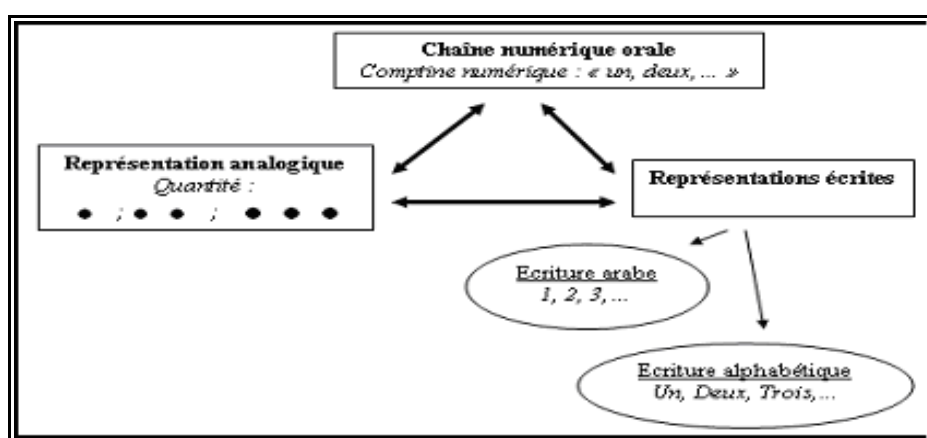 Chaîne numérique orale
Comptine numérique : « un, deux, ... »
Représentation analogique
Quantité :
● ; ● ● ; ● ● ●
Représentations écrites
Ecriture arabe
1, 2, 3, ...
Ecriture alphabétique
Un, Deux, Trois, ...